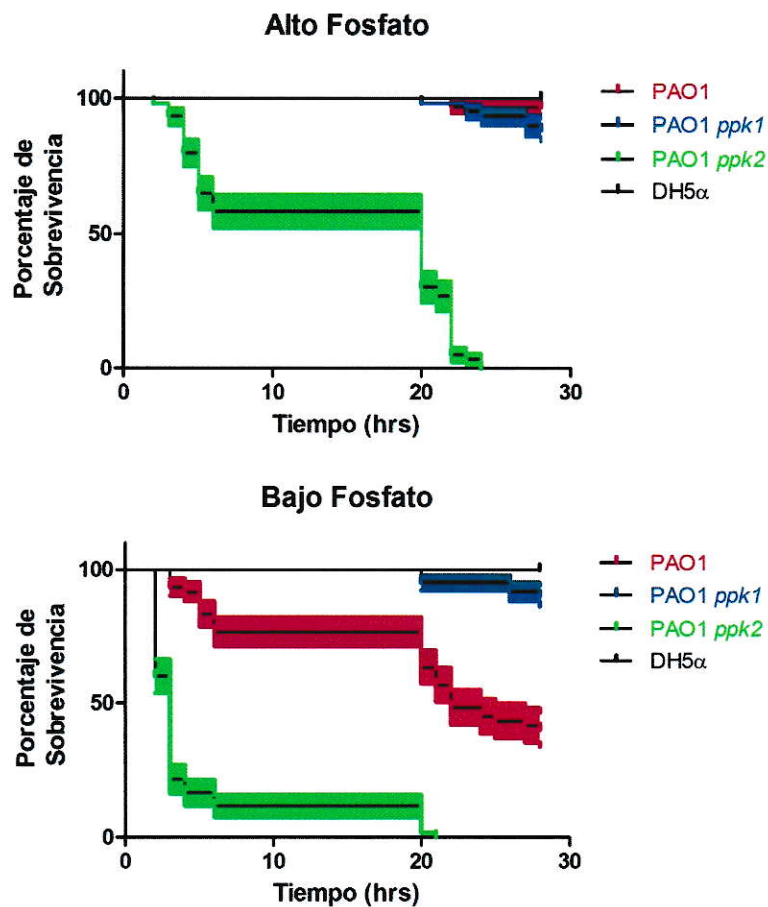 Alto Fosfato
Porcentaje de
Sobrevivencia
100
50
0
0
10
20
30
Tiempo (hrs)
PAO1
PAO1 ppk1
PAO1 ppk2
DH5α
Bajo Fosfato
Porcentaje de
Sobrevivencia
100
50
0
0
10
20
30
Tiempo (hrs)
PAO1
PAO1 ppk1
PAO1 ppk2
DH5α